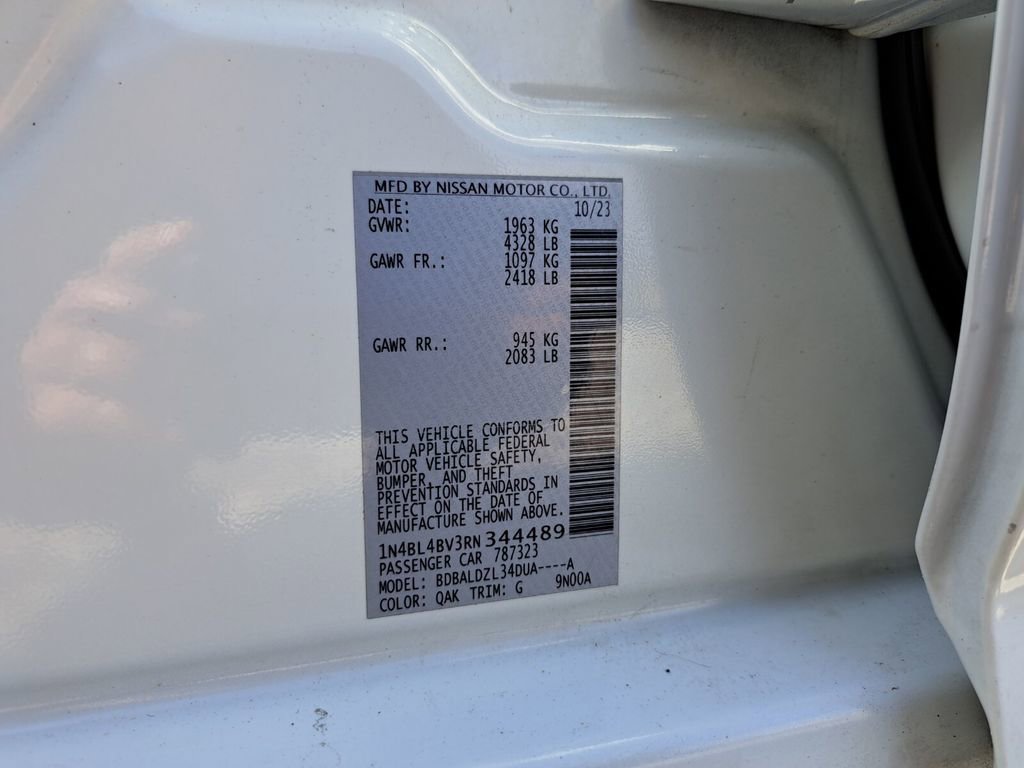 MFD BY NISSAN MOTOR CO., LTD.
DATE: 10/23
GVWR: 1963 KG
4328 LB
GAWR FR.: 1097 KG
2418 LB
GAWR RR.: 945 KG
2083 LB
THIS VEHICLE CONFORMS TO
ALL APPLICABLE FEDERAL
MOTOR VEHICLE SAFETY,
BUMPER, AND THEFT
PREVENTION STANDARDS IN
EFFECT ON THE DATE OF
MANUFACTURE SHOWN ABOVE.
1N4BL4BV3RN344489
PASSENGER CAR 787323
MODEL: BDBALDZL34DUA----A
COLOR: QAK TRIM: G 9N00A